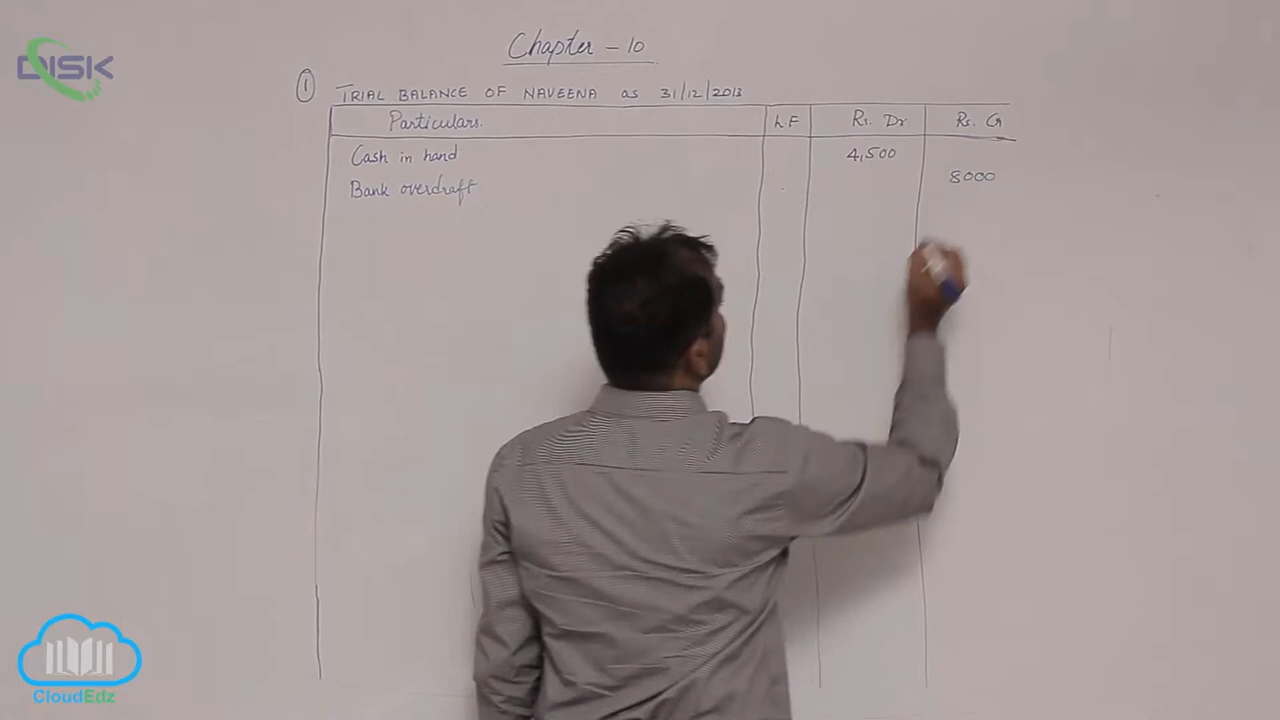 DISK
Chapter - 10
1 TRIAL BALANCE OF NAVEENA as 31/12/2013
Particulars. L.F Rs. Dr Rs. Cr
Cash in hand 4,500
Bank overdraft 8000
CloudEdz